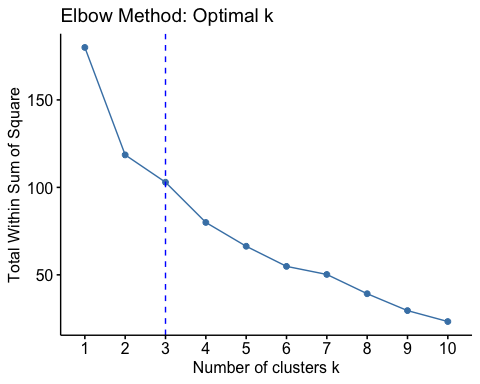 Elbow Method: Optimal k
Total Within Sum of Square
150
100
50
1 2 3 4 5 6 7 8 9 10
Number of clusters k